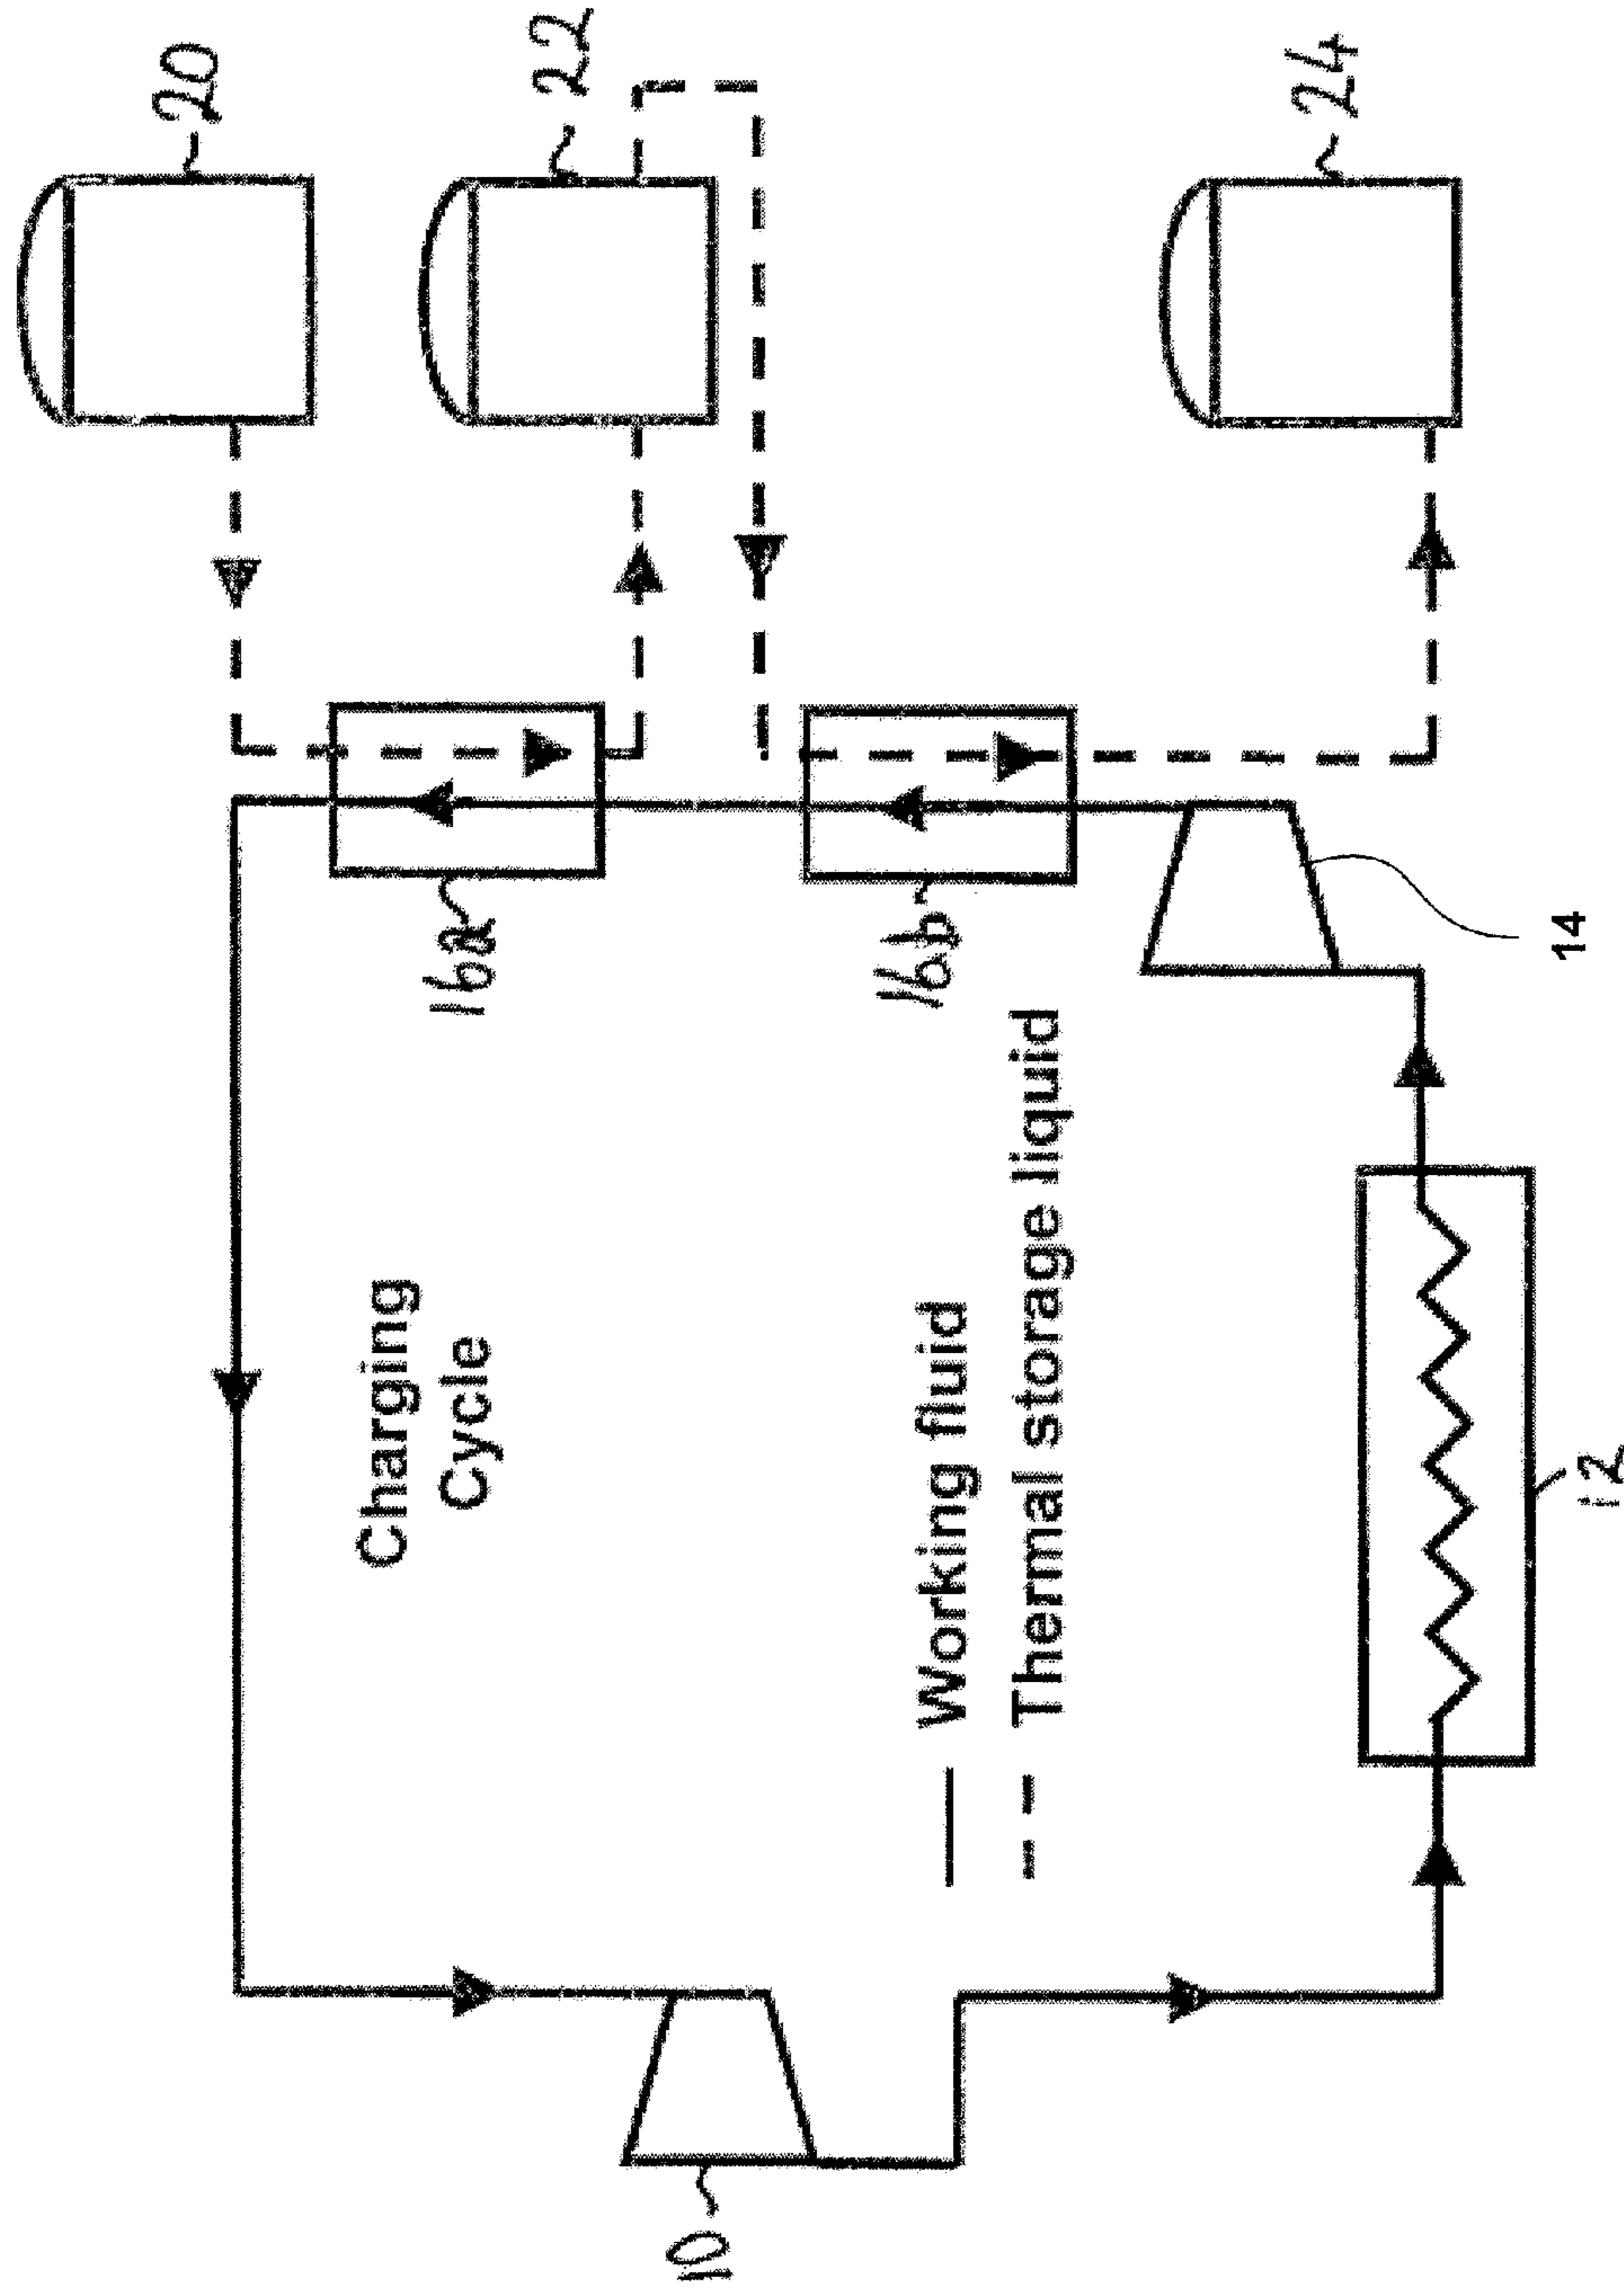 20
22
24
16a
16b
14
Charging
Cycle
Working fluid
Thermal storage liquid
12
10